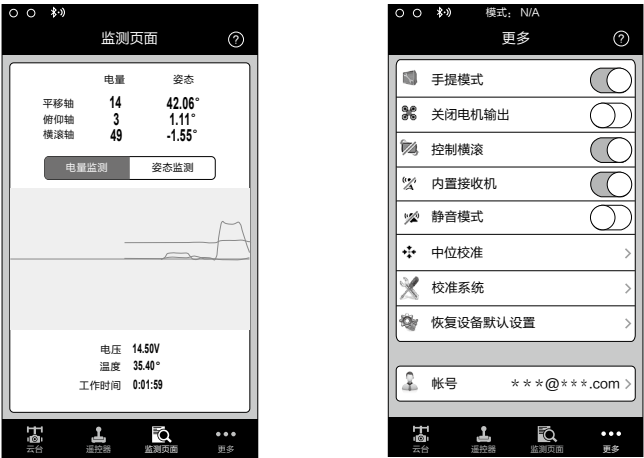 监测页面
?
电量 姿态
平移轴 14 42.06°
俯仰轴 3 1.11°
横滚轴 49 -1.55°
电量监测 姿态监测
电压 14.50V
温度 35.40°
工作时间 0:01:59
云台 遥控器 监测页面 更多
模式：N/A
更多
?
手提模式
关闭电机输出
控制横滚
内置接收机
静音模式
中位校准
校准系统
恢复设备默认设置
帐号 ***@***.com
云台 遥控器 监测页面 更多